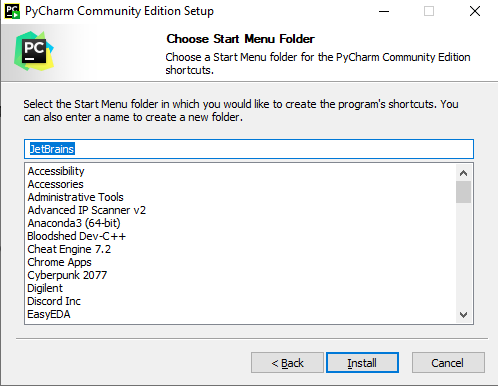 PyCharm Community Edition Setup
PC
Choose Start Menu Folder
Choose a Start Menu folder for the PyCharm Community Edition
shortcuts.
Select the Start Menu folder in which you would like to create the program's shortcuts. You
can also enter a name to create a new folder.
JetBrains
Accessibility
Accessories
Administrative Tools
Advanced IP Scanner v2
Anaconda3 (64-bit)
Bloodshed Dev-C++
Cheat Engine 7.2
Chrome Apps
Cyberpunk 2077
Digilent
Discord Inc
EasyEDA
< Back
Install
Cancel